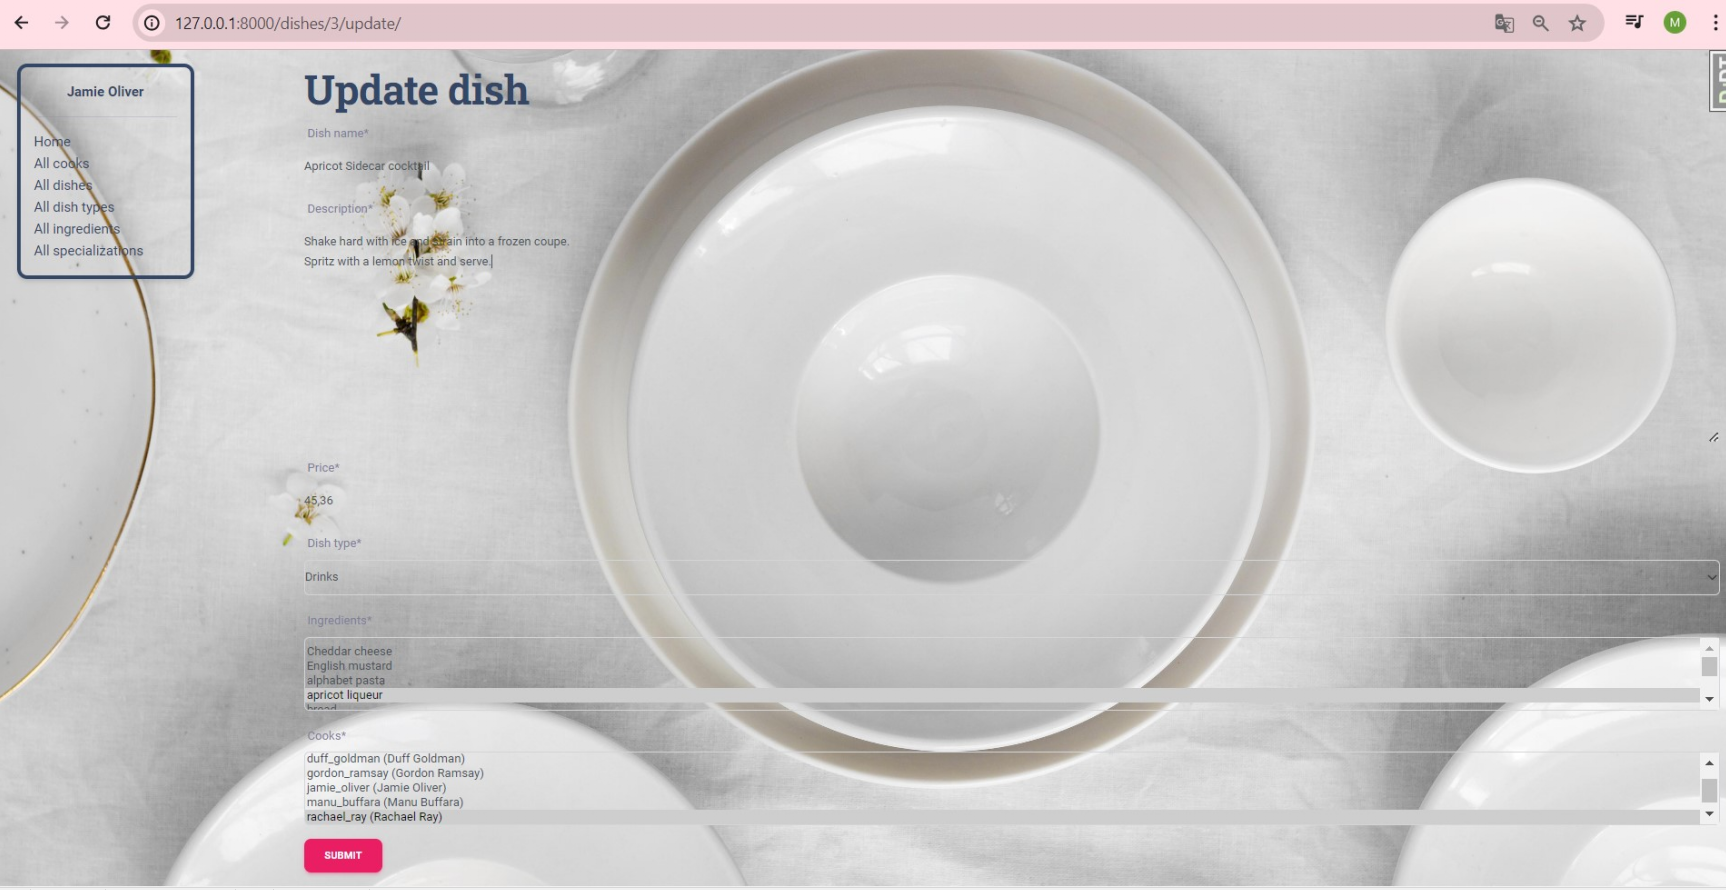 127.0.0.1:8000/dishes/3/update/
M
Jamie Oliver
Home
All cooks
All dishes
All dish types
All ingredients
All specializations
Update dish
Dish name*
Apricot Sidecar cocktail
Description*
Shake hard with ice and strain into a frozen coupe.
Spritz with a lemon twist and serve.
Price*
45,36
Dish type*
Drinks
Ingredients*
Cheddar cheese
English mustard
alphabet pasta
apricot liqueur
bread
Cooks*
duff_goldman (Duff Goldman)
gordon_ramsay (Gordon Ramsay)
jamie_oliver (Jamie Oliver)
manu_buffara (Manu Buffara)
rachael_ray (Rachael Ray)
SUBMIT